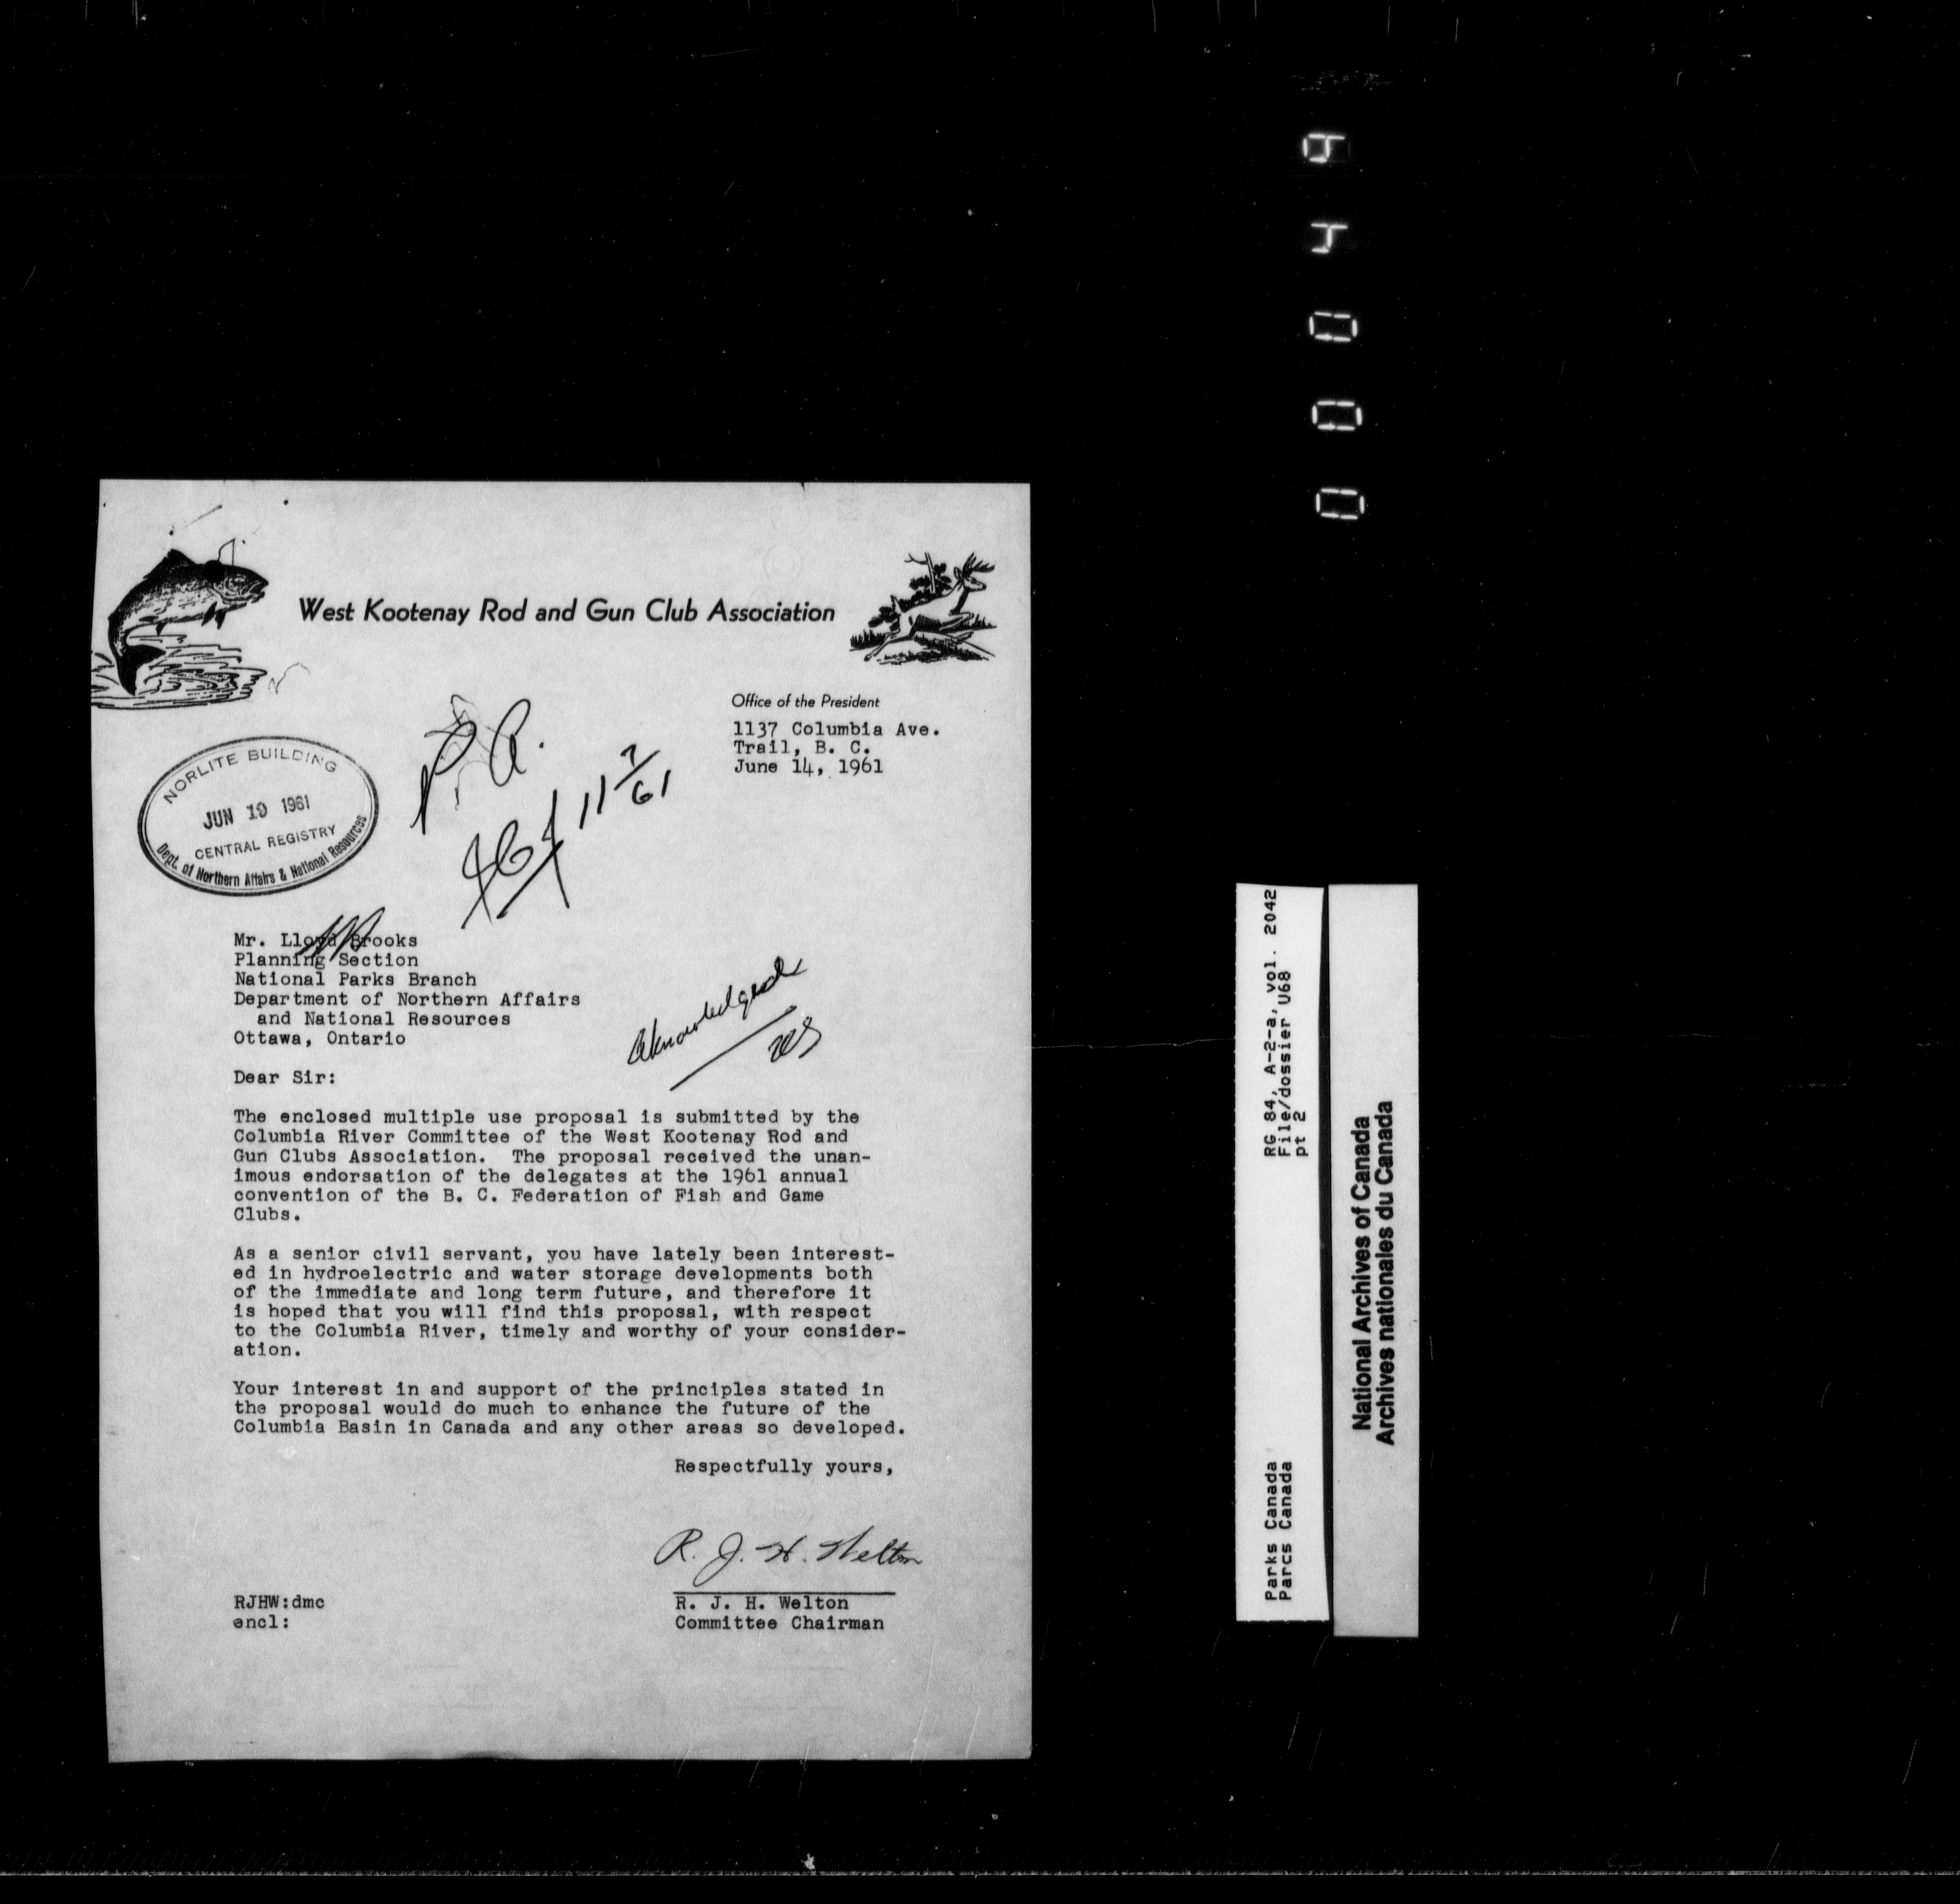 West Kootenay Rod and Gun Club Association
Office of the President
1137 Columbia Ave.
Trail, B. C.
June 14, 1961
NORLITE BUILDING
JUN 19 1961
CENTRAL REGISTRY
Dept. of Northern Affairs & National Resources
P.A.
11 7/61
Mr. Lloyd Brooks
Planning Section
National Parks Branch
Department of Northern Affairs
and National Resources
Ottawa, Ontario
Aknowledged
Dear Sir:
The enclosed multiple use proposal is submitted by the
Columbia River Committee of the West Kootenay Rod and
Gun Clubs Association. The proposal received the unan-
imous endorsation of the delegates at the 1961 annual
convention of the B. C. Federation of Fish and Game
Clubs.
As a senior civil servant, you have lately been interest-
ed in hydroelectric and water storage developments both
of the immediate and long term future, and therefore it
is hoped that you will find this proposal, with respect
to the Columbia River, timely and worthy of your consider-
ation.
Your interest in and support of the principles stated in
the proposal would do much to enhance the future of the
Columbia Basin in Canada and any other areas so developed.
Respectfully yours,
R. J. H. Welton
RJHW:dmc
encl:
R. J. H. Welton
Committee Chairman
RG 84, A-2-a, vol. 2042
File/dossier U68
pt 2
Parks Canada
Parcs Canada
National Archives of Canada
Archives nationales du Canada